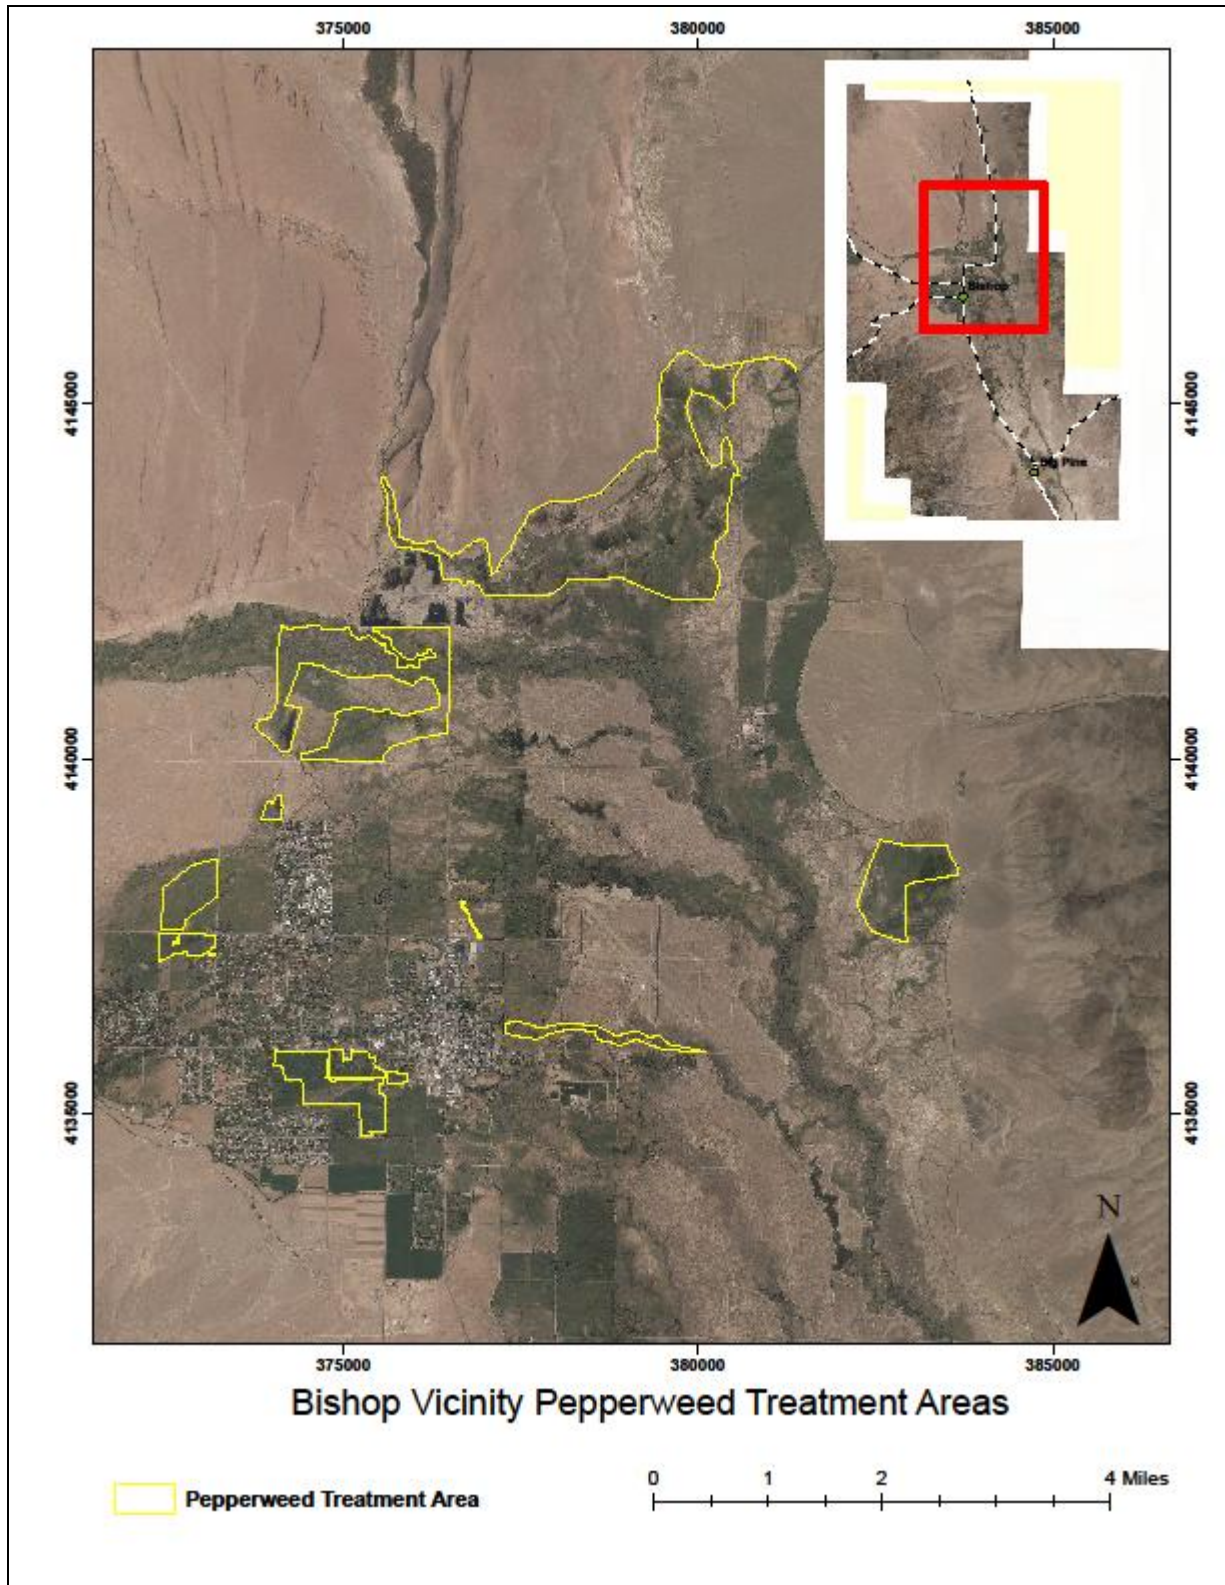 375000 380000 385000
4145000 4145000
Bishop
Big Pine
4140000 4140000
4135000 4135000
N
375000 380000 385000
Bishop Vicinity Pepperweed Treatment Areas
Pepperweed Treatment Area
0 1 2 4 Miles